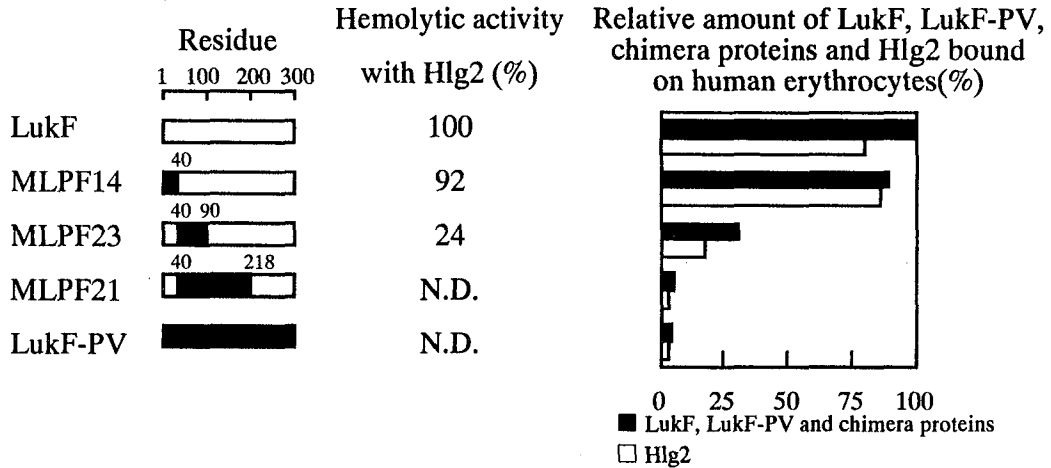 Residue
1 100 200 300
Hemolytic activity
with Hlg2 (%)
Relative amount of LukF, LukF-PV,
chimera proteins and Hlg2 bound
on human erythrocytes(%)
LukF
100
40
MLPF14
92
40 90
MLPF23
24
40 218
MLPF21
N.D.
LukF-PV
N.D.
0 25 50 75 100
LukF, LukF-PV and chimera proteins
Hlg2